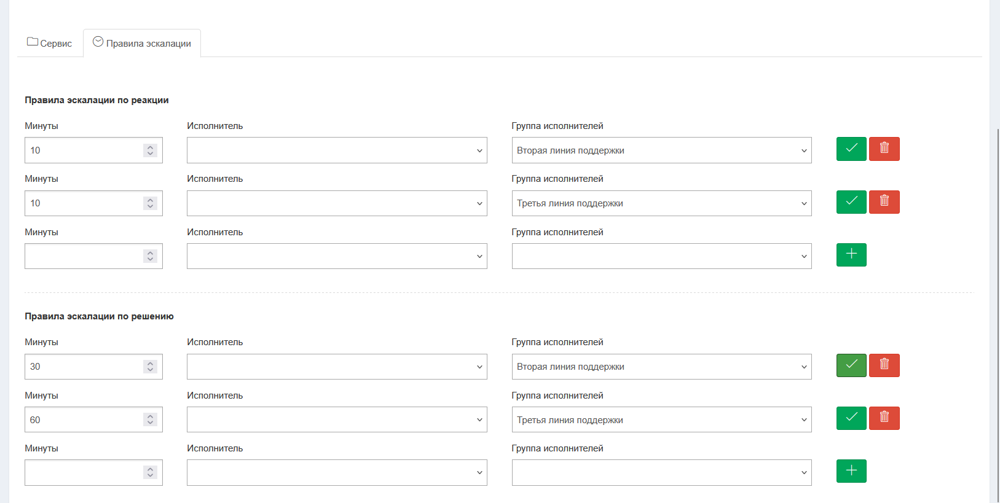 Сервис Правила эскалации
Правила эскалации по реакции
Минуты Исполнитель Группа исполнителей
10 Вторая линия поддержки
Минуты Исполнитель Группа исполнителей
10 Третья линия поддержки
Минуты Исполнитель Группа исполнителей
Правила эскалации по решению
Минуты Исполнитель Группа исполнителей
30 Вторая линия поддержки
Минуты Исполнитель Группа исполнителей
60 Третья линия поддержки
Минуты Исполнитель Группа исполнителей